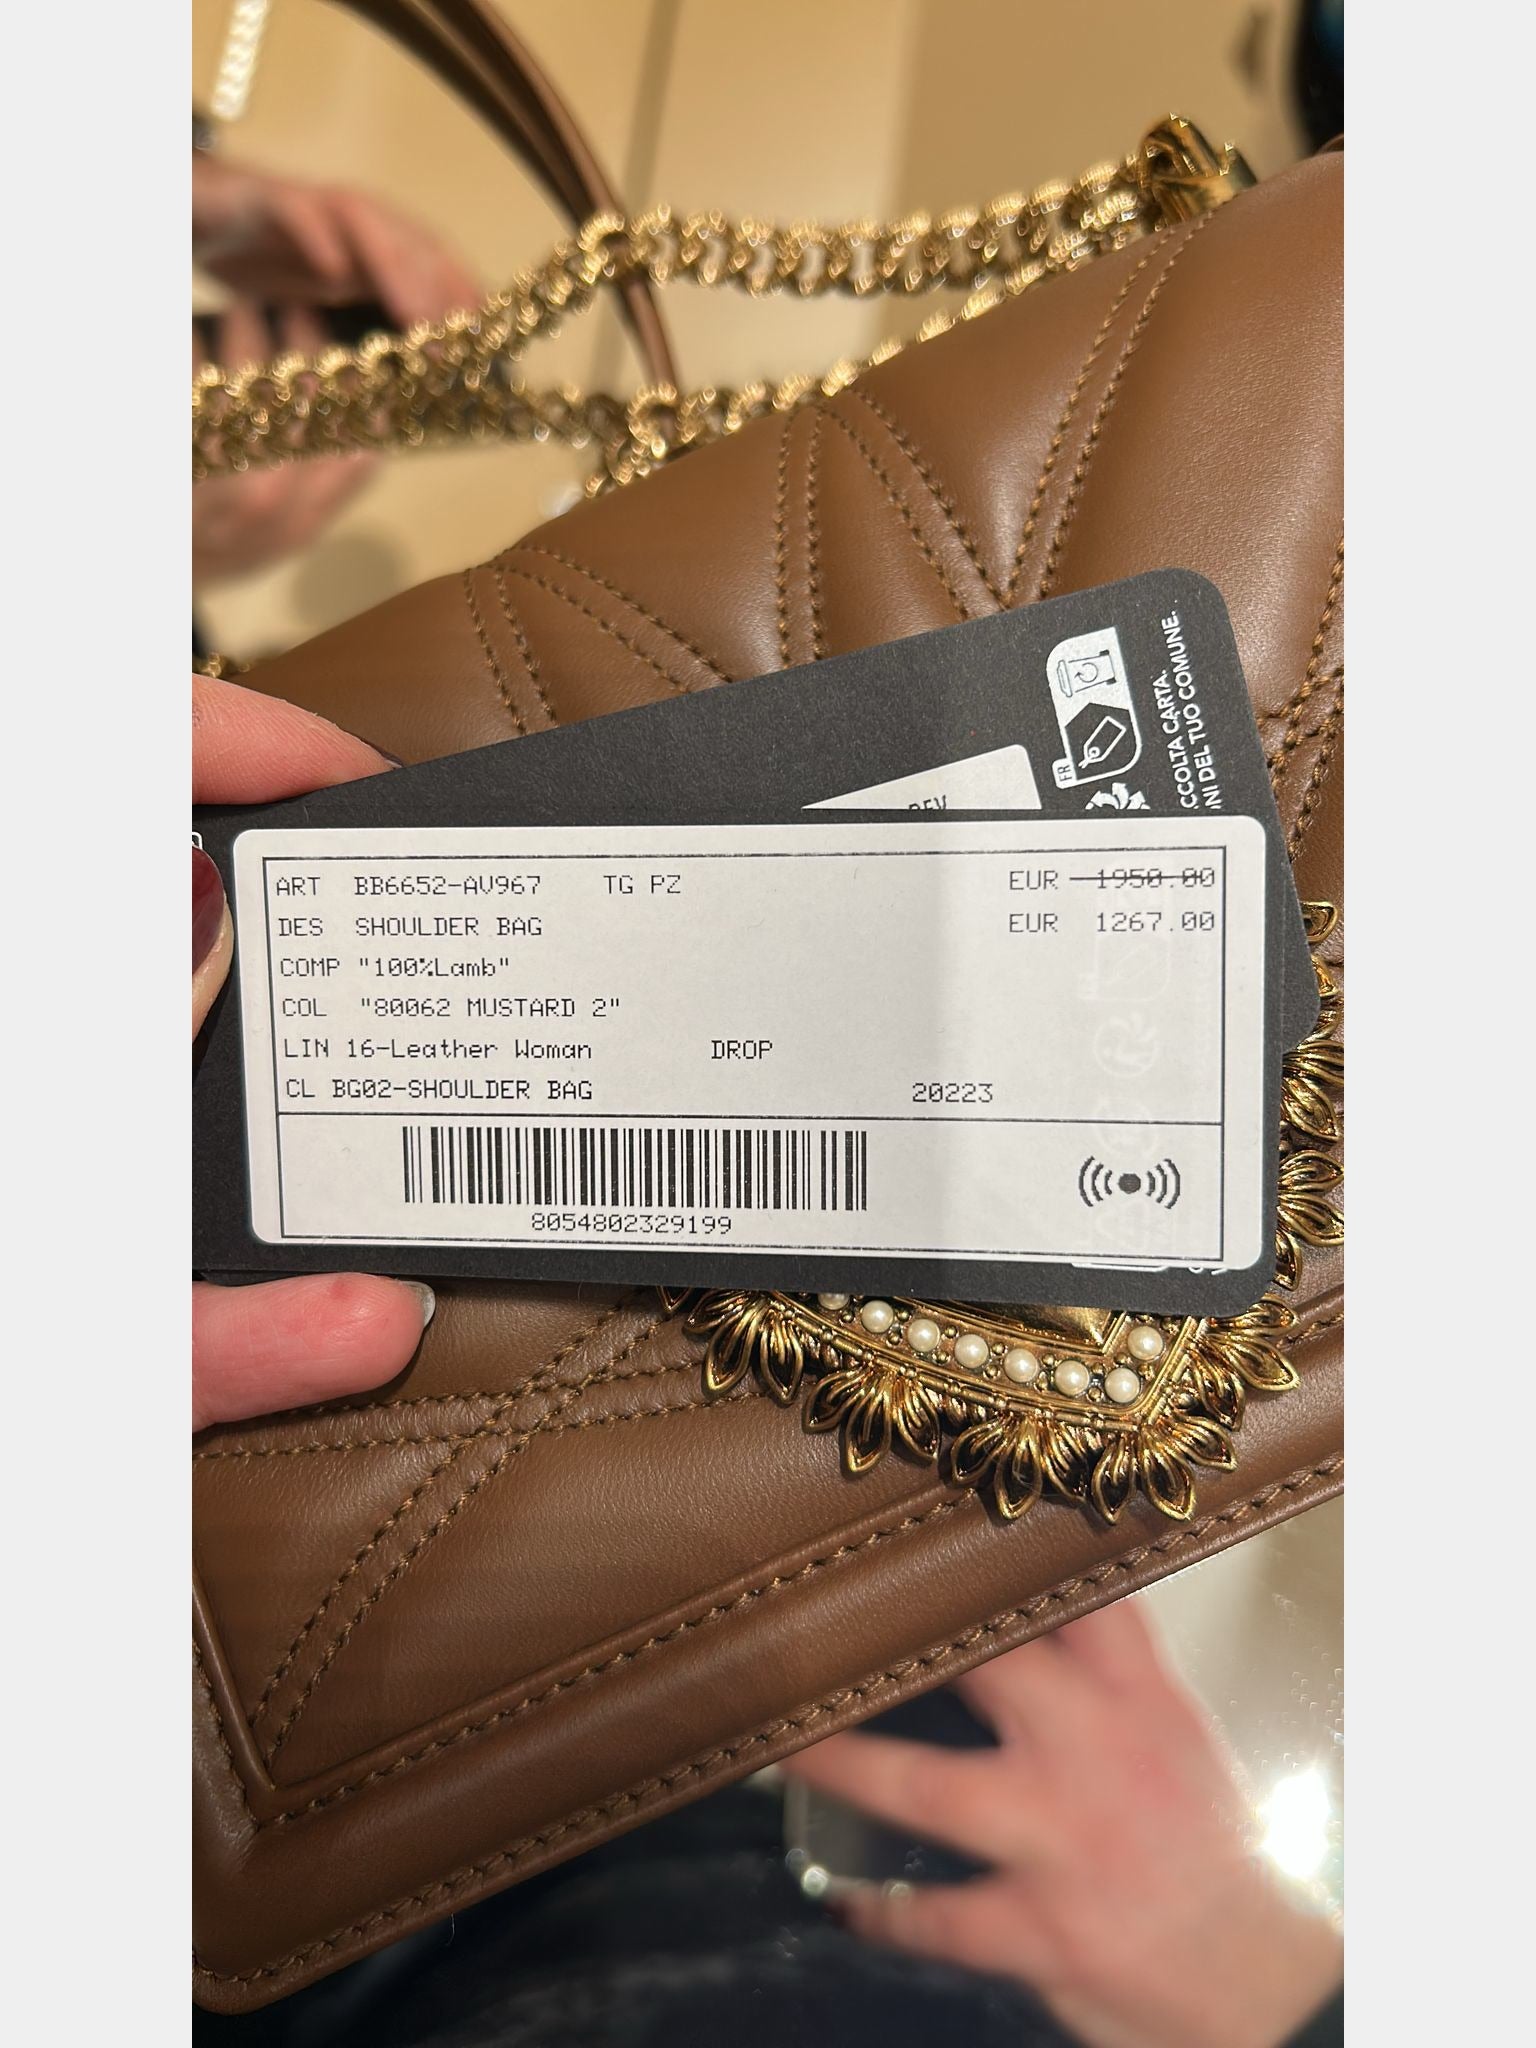 FR
CCOLTA CARTA.
NI DEL TUO COMUNE.
ART BB6652-AV967 TG PZ EUR 1950.00
DES SHOULDER BAG EUR 1267.00
COMP "100%Lamb"
COL "80062 MUSTARD 2"
LIN 16-Leather Woman DROP
CL BG02-SHOULDER BAG 20223
8054802329199